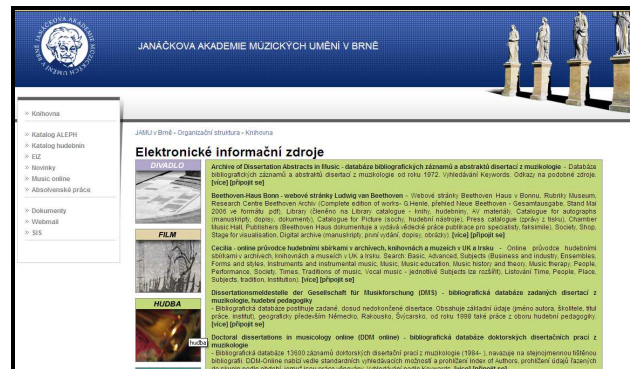 JANÁČKOVA AKADEMIE MÚZICKÝCH UMĚNÍ V BRNĚ
» Knihovna
» Katalog ALEPH
» Katalog hudebnin
» EIZ
» Novinky
» Music online
» Absolvenské práce
» Dokumenty
» Webmail
» SIS
JAMU v Brně - Organizační struktura - Knihovna
Elektronické informační zdroje
DIVADLO
FILM
HUDBA
hudba
Archive of Dissertation Abstracts in Music - databáze bibliografických záznamů a abstraktů disertací z muzikologie - Databáze
bibliografických záznamů a abstraktů disertací z muzikologie od roku 1972. Vyhledávání Keywords. Odkazy na podobné zdroje.
[více] [připojit se]
Beethoven-Haus Bonn - webové stránky Ludwig van Beethoven - Webové stránky Beethoven Haus v Bonnu, Rubriky Museum,
Research Centre Beethoven Archiv (Complete edition of works- G.Henle, přehled Neue Beethoven - Gesamtausgabe, Stand Mai
2006 ve formátu pdf), Library (členěno na Library catalogue - knihy, hudebniny, AV materiály, Catalogue for autographs
(manuskripty, dopisy, dokumenty), Catalogue for Picture (sochy, hudební nástroje), Press catalogue (zprávy z tisku), Chamber
Music Hall, Publishers (Beethoven Haus dokumentuje a vydává vědecké práce publikované pro specialisty, faksimile), Society, Shop,
Stage for visualisation, Digital archive (manuskripty, první vydání, dopisy, obrázky). [více] [připojit se]
Cecilia - online průvodce hudebními sbírkami v archívech, knihovnách a muzeích v UK a Irsku - Online průvodce hudebními
sbírkami v archívech, knihovnách a muzeích v UK a Irsku. Search: Basic, Advanced, Subjects (Business and industry, Ensembles,
Forms and styles, Instruments and instrumental music, Music, Music education, Music history and theory, Music therapy, People,
Performance, Society, Times, Traditions of music, Vocal music - jednotlivé Subjects lze rozšířit), Listování Time, People, Place,
Subjects, tradition, Institution). [více] [připojit se]
Dissertationsmeldestelle der Gesellschaft für Musikforschung (DMS) - bibliografická databáze zadaných disertací z
muzikologie, hudební pedagogiky
- Bibliografická databáze postihuje zadané, dosud nedokončené disertace. Obsahuje základní údaje (jméno autora, školitele, titul
práce, institut), geograficky především Německo, Rakousko, Švýcarsko, od roku 1998 také práce z oboru hudební pedagogiky.
[více] [připojit se]
Doctoral dissertations in musicology online (DDM online) - bibliografická databáze doktorských disertačních prací z
muzikologie
- Bibliografická databáze 13600 záznamů doktorských disertační prací z muzikologie (1984- ), navazuje na stejnojmennou tištěnou
bibliografii. DDM-Online nabízí vedle standardních vyhledávacích možností a prohlížení Index of Authors, prohlížení údajů řazených